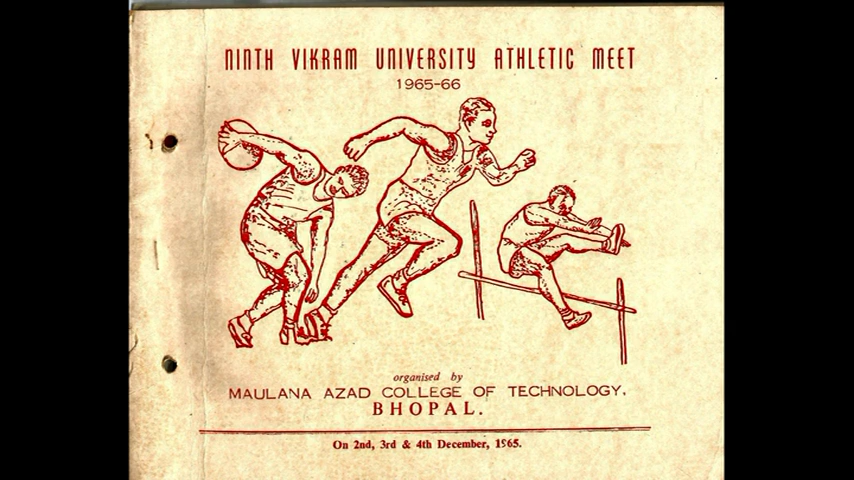 NINTH VIKRAM UNIVERSITY ATHLETIC MEET
1965-66
organised by
MAULANA AZAD COLLEGE OF TECHNOLOGY,
BHOPAL.
On 2nd, 3rd & 4th December, 1965.